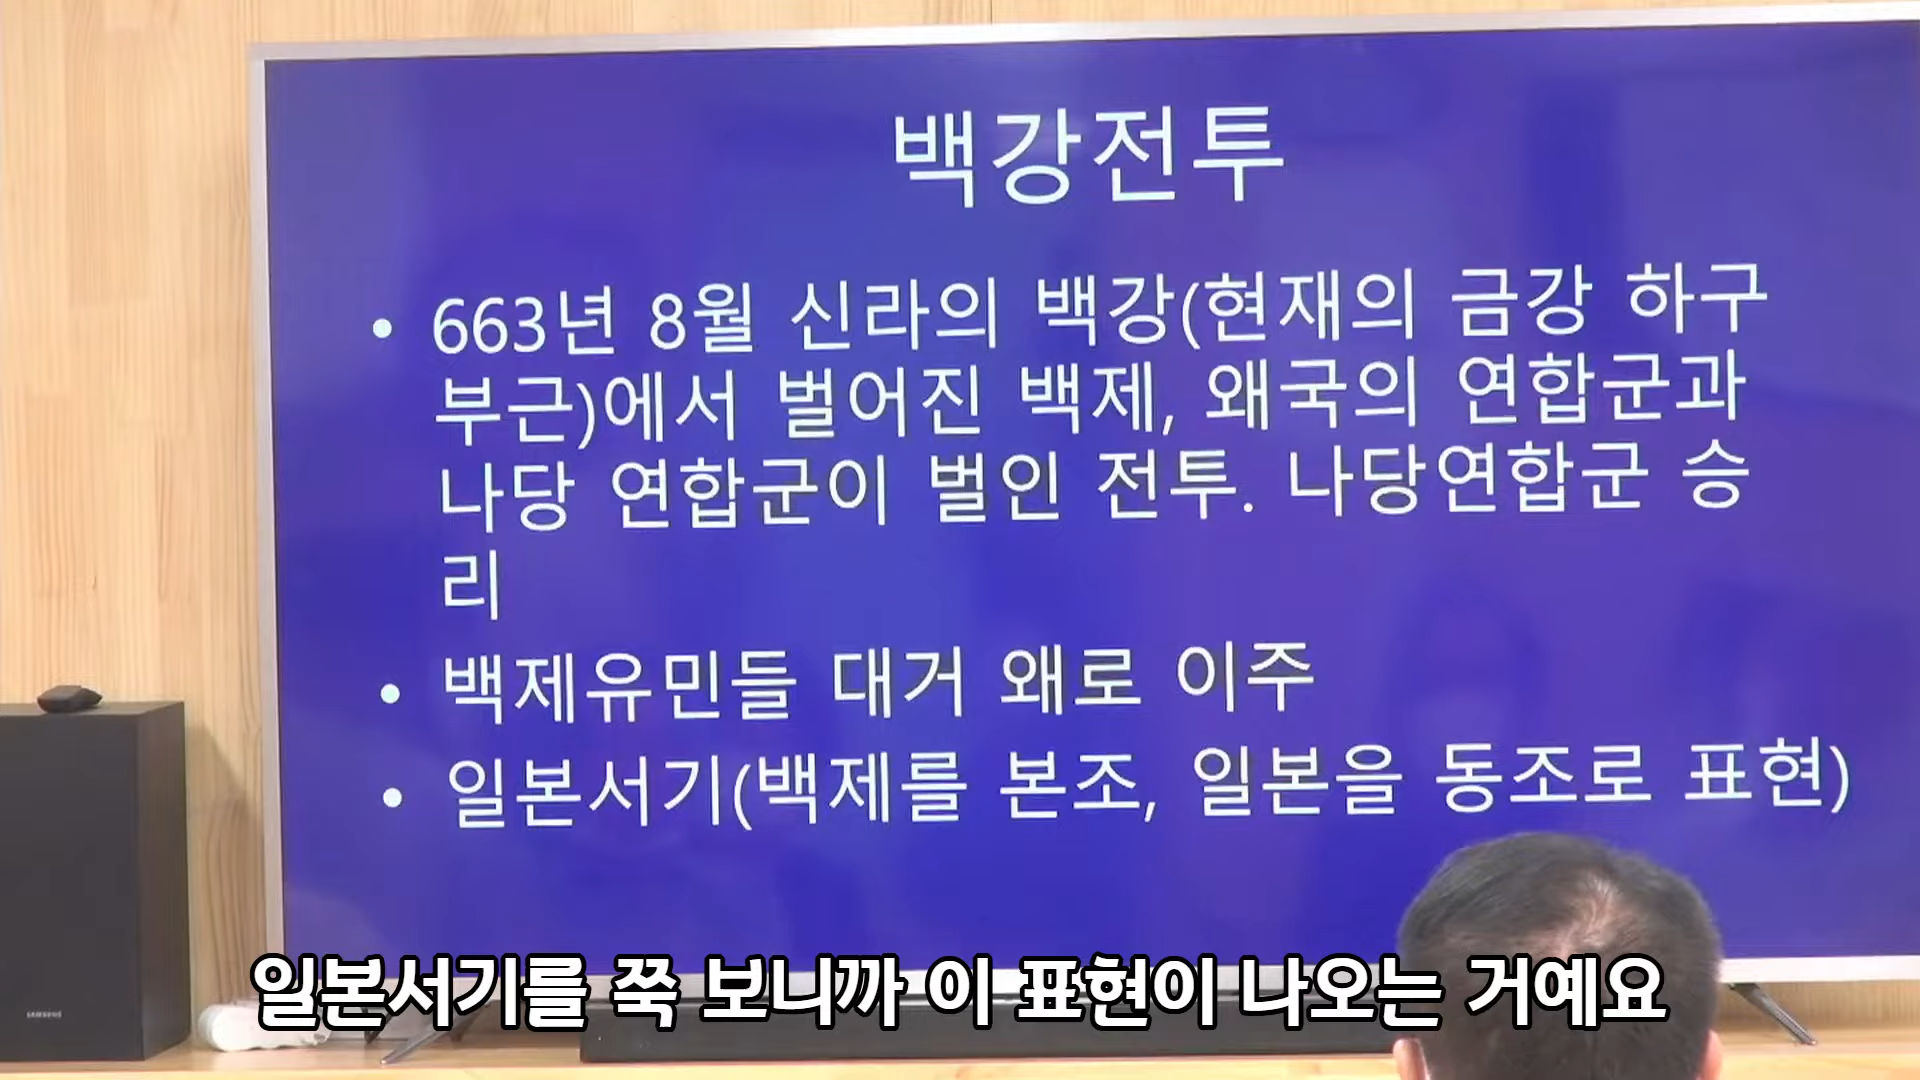 백강전투
• 663년 8월 신라의 백강(현재의 금강 하구
부근)에서 벌어진 백제, 왜국의 연합군과
나당 연합군이 벌인 전투. 나당연합군 승
리
• 백제유민들 대거 왜로 이주
• 일본서기(백제를 본조, 일본을 동조로 표현)
일본서기를 쭉 보니까 이 표현이 나오는 거예요
SAMSUNG